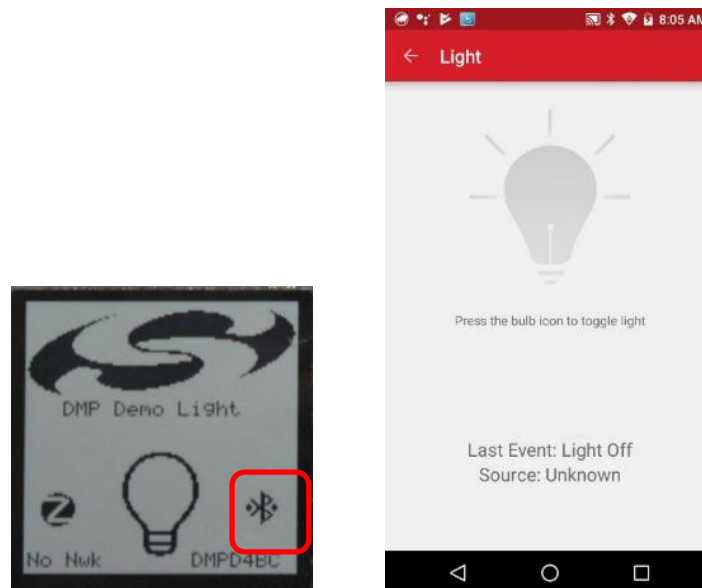 DMP Demo Light
No Nwk
DMPD4BC
8:05 AM
Light
Press the bulb icon to toggle light
Last Event: Light Off
Source: Unknown